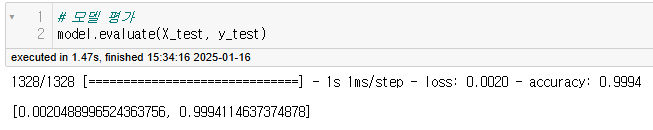 1 # 모델 평가
2 model.evaluate(X_test, y_test)
executed in 1.47s, finished 15:34:16 2025-01-16
1328/1328 [==============================] - 1s 1ms/step - loss: 0.0020 - accuracy: 0.9994
[0.0020488996524363756, 0.9994114637374878]